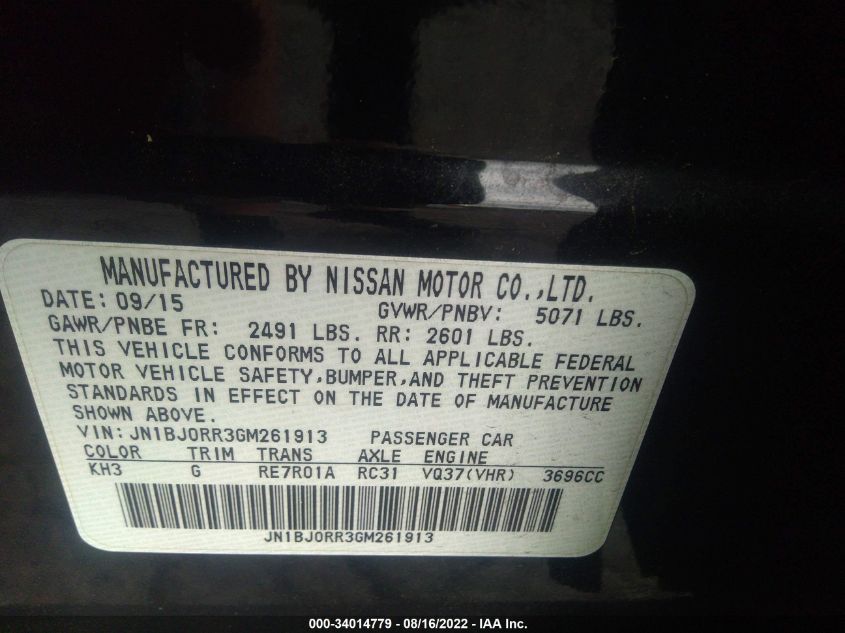 MANUFACTURED BY NISSAN MOTOR CO.,LTD.
DATE: 09/15 GVWR/PNBV: 5071 LBS.
GAWR/PNBE FR: 2491 LBS. RR: 2601 LBS.
THIS VEHICLE CONFORMS TO ALL APPLICABLE FEDERAL
MOTOR VEHICLE SAFETY,BUMPER,AND THEFT PREVENTION
STANDARDS IN EFFECT ON THE DATE OF MANUFACTURE
SHOWN ABOVE.
VIN: JN1BJ0RR3GM261913 PASSENGER CAR
COLOR TRIM TRANS AXLE ENGINE
KH3 G RE7R01A RC31 VQ37(VHR) 3696CC
JN1BJ0RR3GM261913
000-34014779 - 08/16/2022 - IAA Inc.